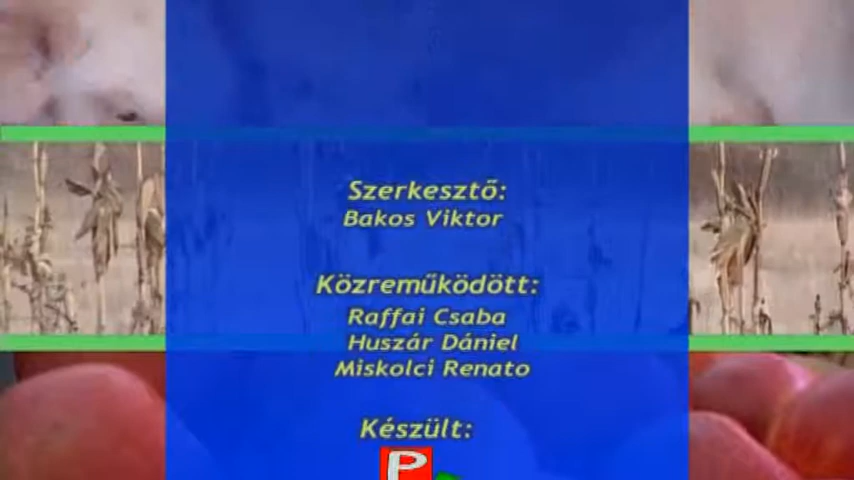 Szerkesztő:
Bakos Viktor
Közreműködött:
Raffai Csaba
Huszár Dániel
Miskolci Renato
Készült:
P